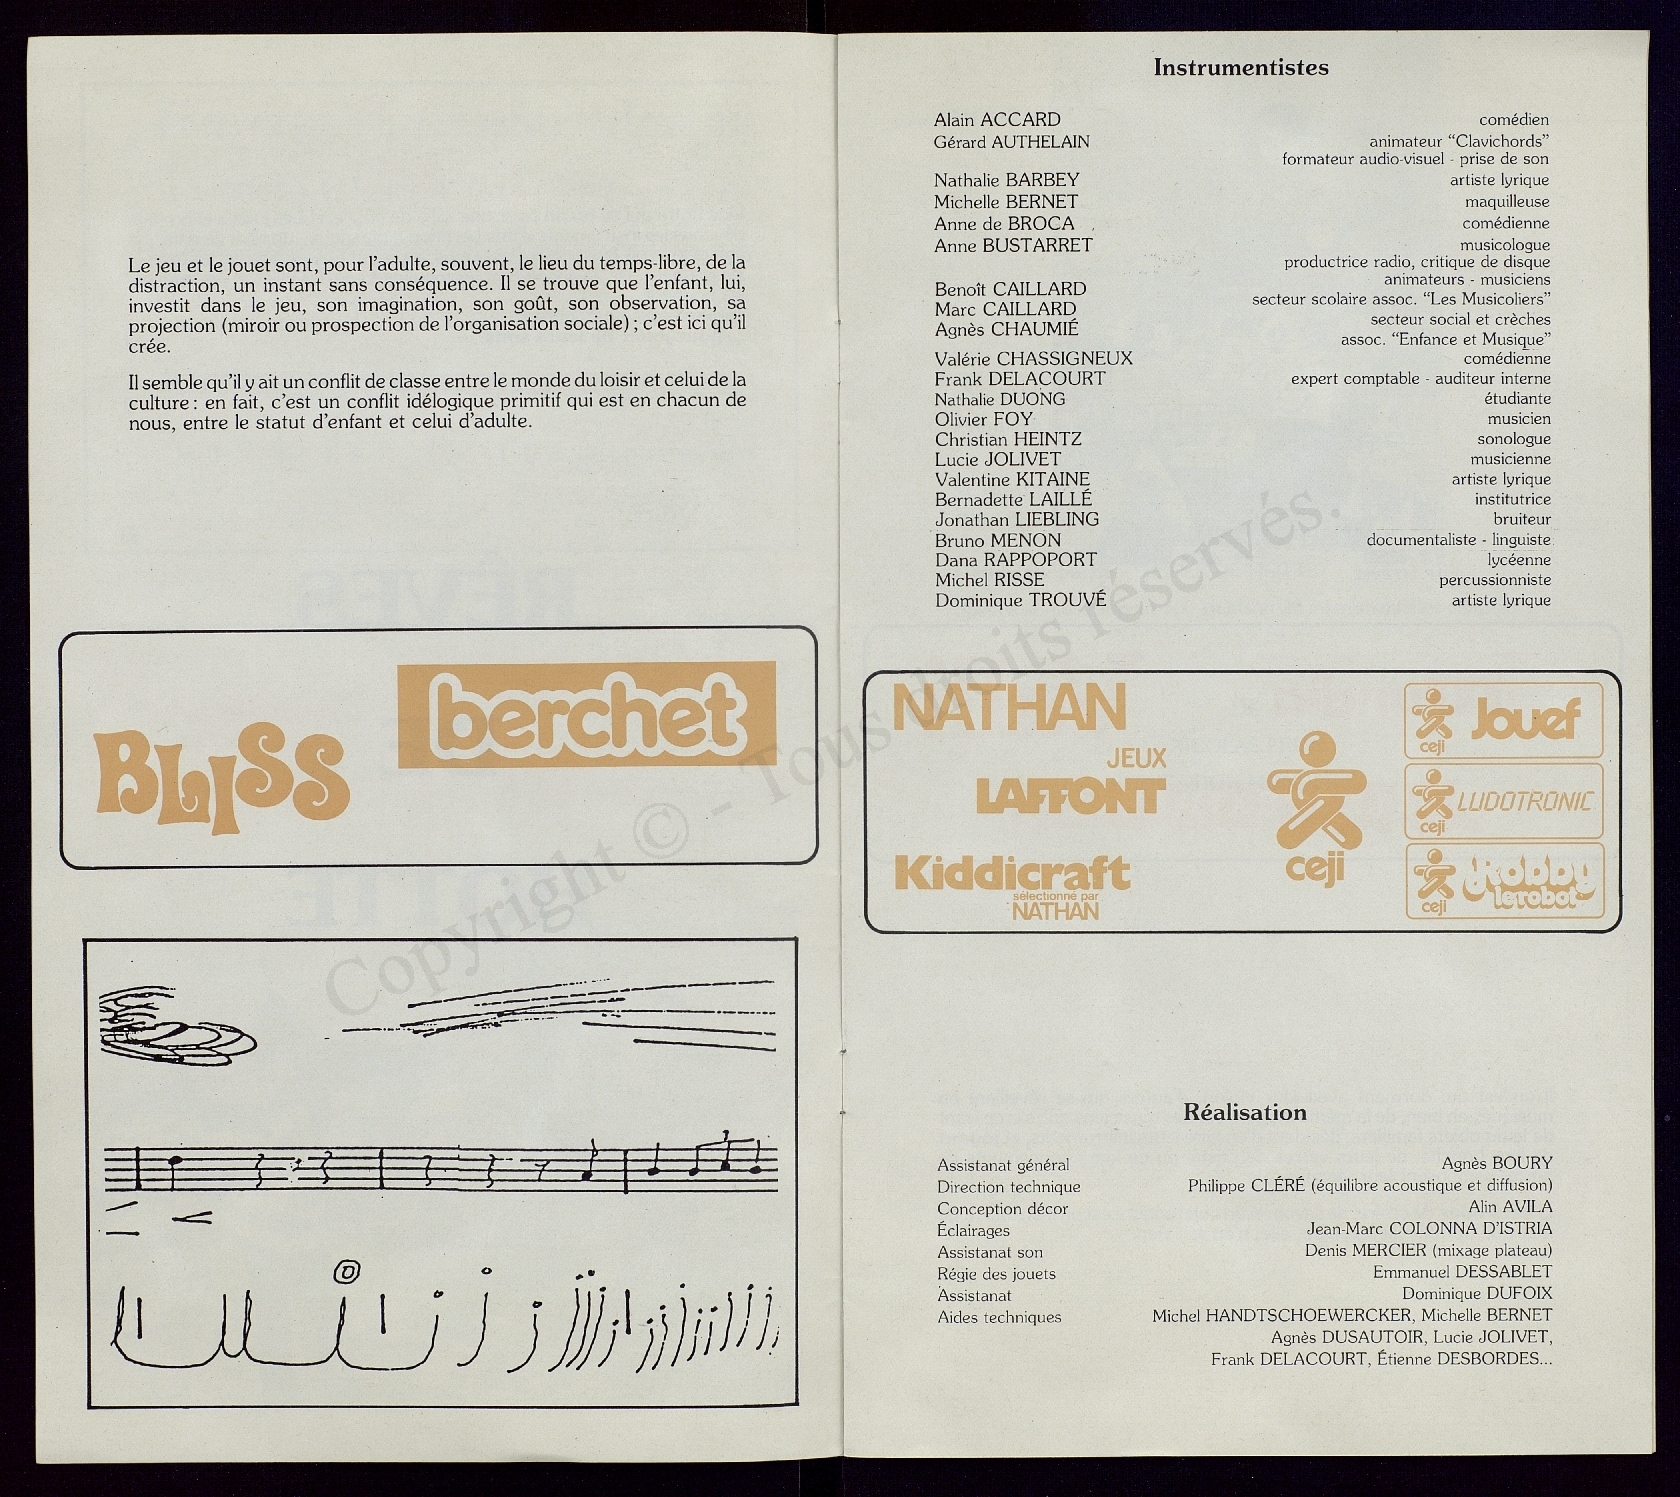 Le jeu et le jouet sont, pour l'adulte, souvent, le lieu du temps-libre, de la
distraction, un instant sans conséquence. Il se trouve que l'enfant, lui,
investit dans le jeu, son imagination, son goût, son observation, sa
projection (miroir ou prospection de l'organisation sociale) ; c'est ici qu'il
crée.
Il semble qu'il y ait un conflit de classe entre le monde du loisir et celui de la
culture : en fait, c'est un conflit idélogique primitif qui est en chacun de
nous, entre le statut d'enfant et celui d'adulte.
BLISS
berchet
Instrumentistes
Alain ACCARD comédien
Gérard AUTHELAIN animateur "Clavichords"
formateur audio-visuel - prise de son
Nathalie BARBEY artiste lyrique
Michelle BERNET maquilleuse
Anne de BROCA comédienne
Anne BUSTARRET musicologue
productrice radio, critique de disque
animateurs - musiciens
Benoît CAILLARD
Marc CAILLARD secteur scolaire assoc. "Les Musicoliers"
Agnès CHAUMIÉ secteur social et crèches
assoc. "Enfance et Musique"
Valérie CHASSIGNEUX comédienne
Frank DELACOURT expert comptable - auditeur interne
Nathalie DUONG étudiante
Olivier FOY musicien
Christian HEINTZ sonologue
Lucie JOLIVET musicienne
Valentine KITAINE artiste lyrique
Bernadette LAILLÉ institutrice
Jonathan LIEBLING bruiteur
Bruno MENON documentaliste - linguiste
Dana RAPPOPORT lycéenne
Michel RISSE percussionniste
Dominique TROUVÉ artiste lyrique
NATHAN
JEUX
LAFFONT
Kiddicraft
sélectionné par
NATHAN
ceji
ceji Jouef
ceji LUDOTRONIC
ceji Robby
le robot
Réalisation
Assistanat général Agnès BOURY
Direction technique Philippe CLÉRÉ (équilibre acoustique et diffusion)
Conception décor Alin AVILA
Éclairages Jean-Marc COLONNA D'ISTRIA
Assistanat son Denis MERCIER (mixage plateau)
Régie des jouets Emmanuel DESSABLET
Assistanat Dominique DUFOIX
Aides techniques Michel HANDTSCHOEWERCKER, Michelle BERNET
Agnès DUSAUTOIR, Lucie JOLIVET,
Frank DELACOURT, Étienne DESBORDES...
Copyright © - Tous droits réservés.